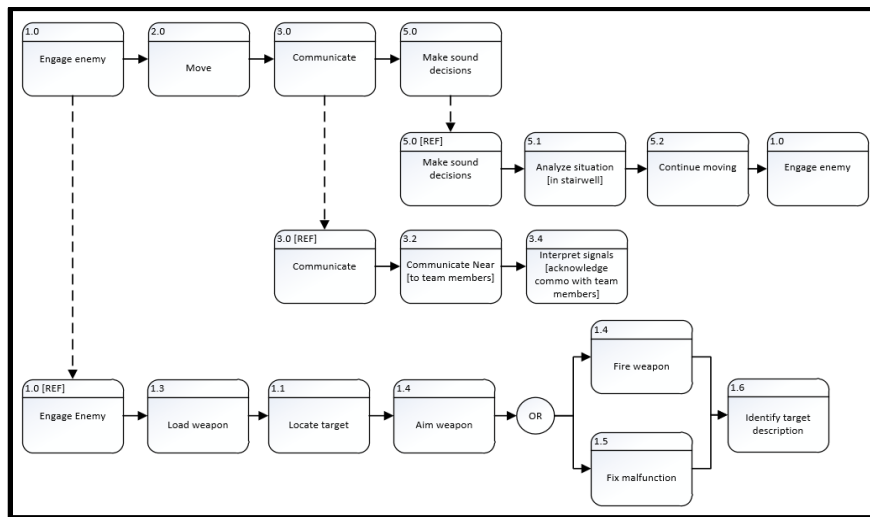 1.0
Engage enemy
2.0
Move
3.0
Communicate
5.0
Make sound
decisions
5.0 [REF]
Make sound
decisions
5.1
Analyze situation
[in stairwell]
5.2
Continue moving
1.0
Engage enemy
3.0 [REF]
Communicate
3.2
Communicate Near
[to team members]
3.4
Interpret signals
[acknowledge
commo with team
members]
1.0 [REF]
Engage Enemy
1.3
Load weapon
1.1
Locate target
1.4
Aim weapon
OR
1.4
Fire weapon
1.5
Fix malfunction
1.6
Identify target
description